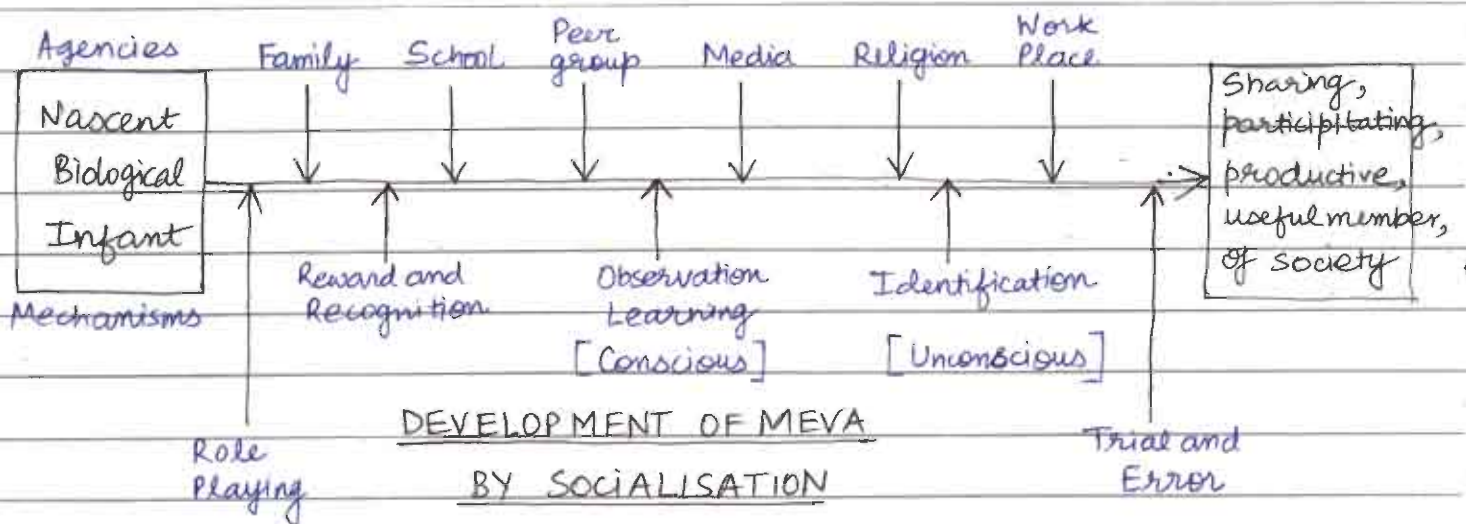 Agencies
Family
School
Peer
group
Media
Religion
Work
Place
Nascent
Biological
Infant
Sharing,
participitating,
productive,
useful member,
of society
Mechanisms
Reward and
Recognition
Observation
Learning
[Conscious]
Identification
[Unconscious]
Role
Playing
Trial and
Error
DEVELOPMENT OF MEVA
BY SOCIALISATION